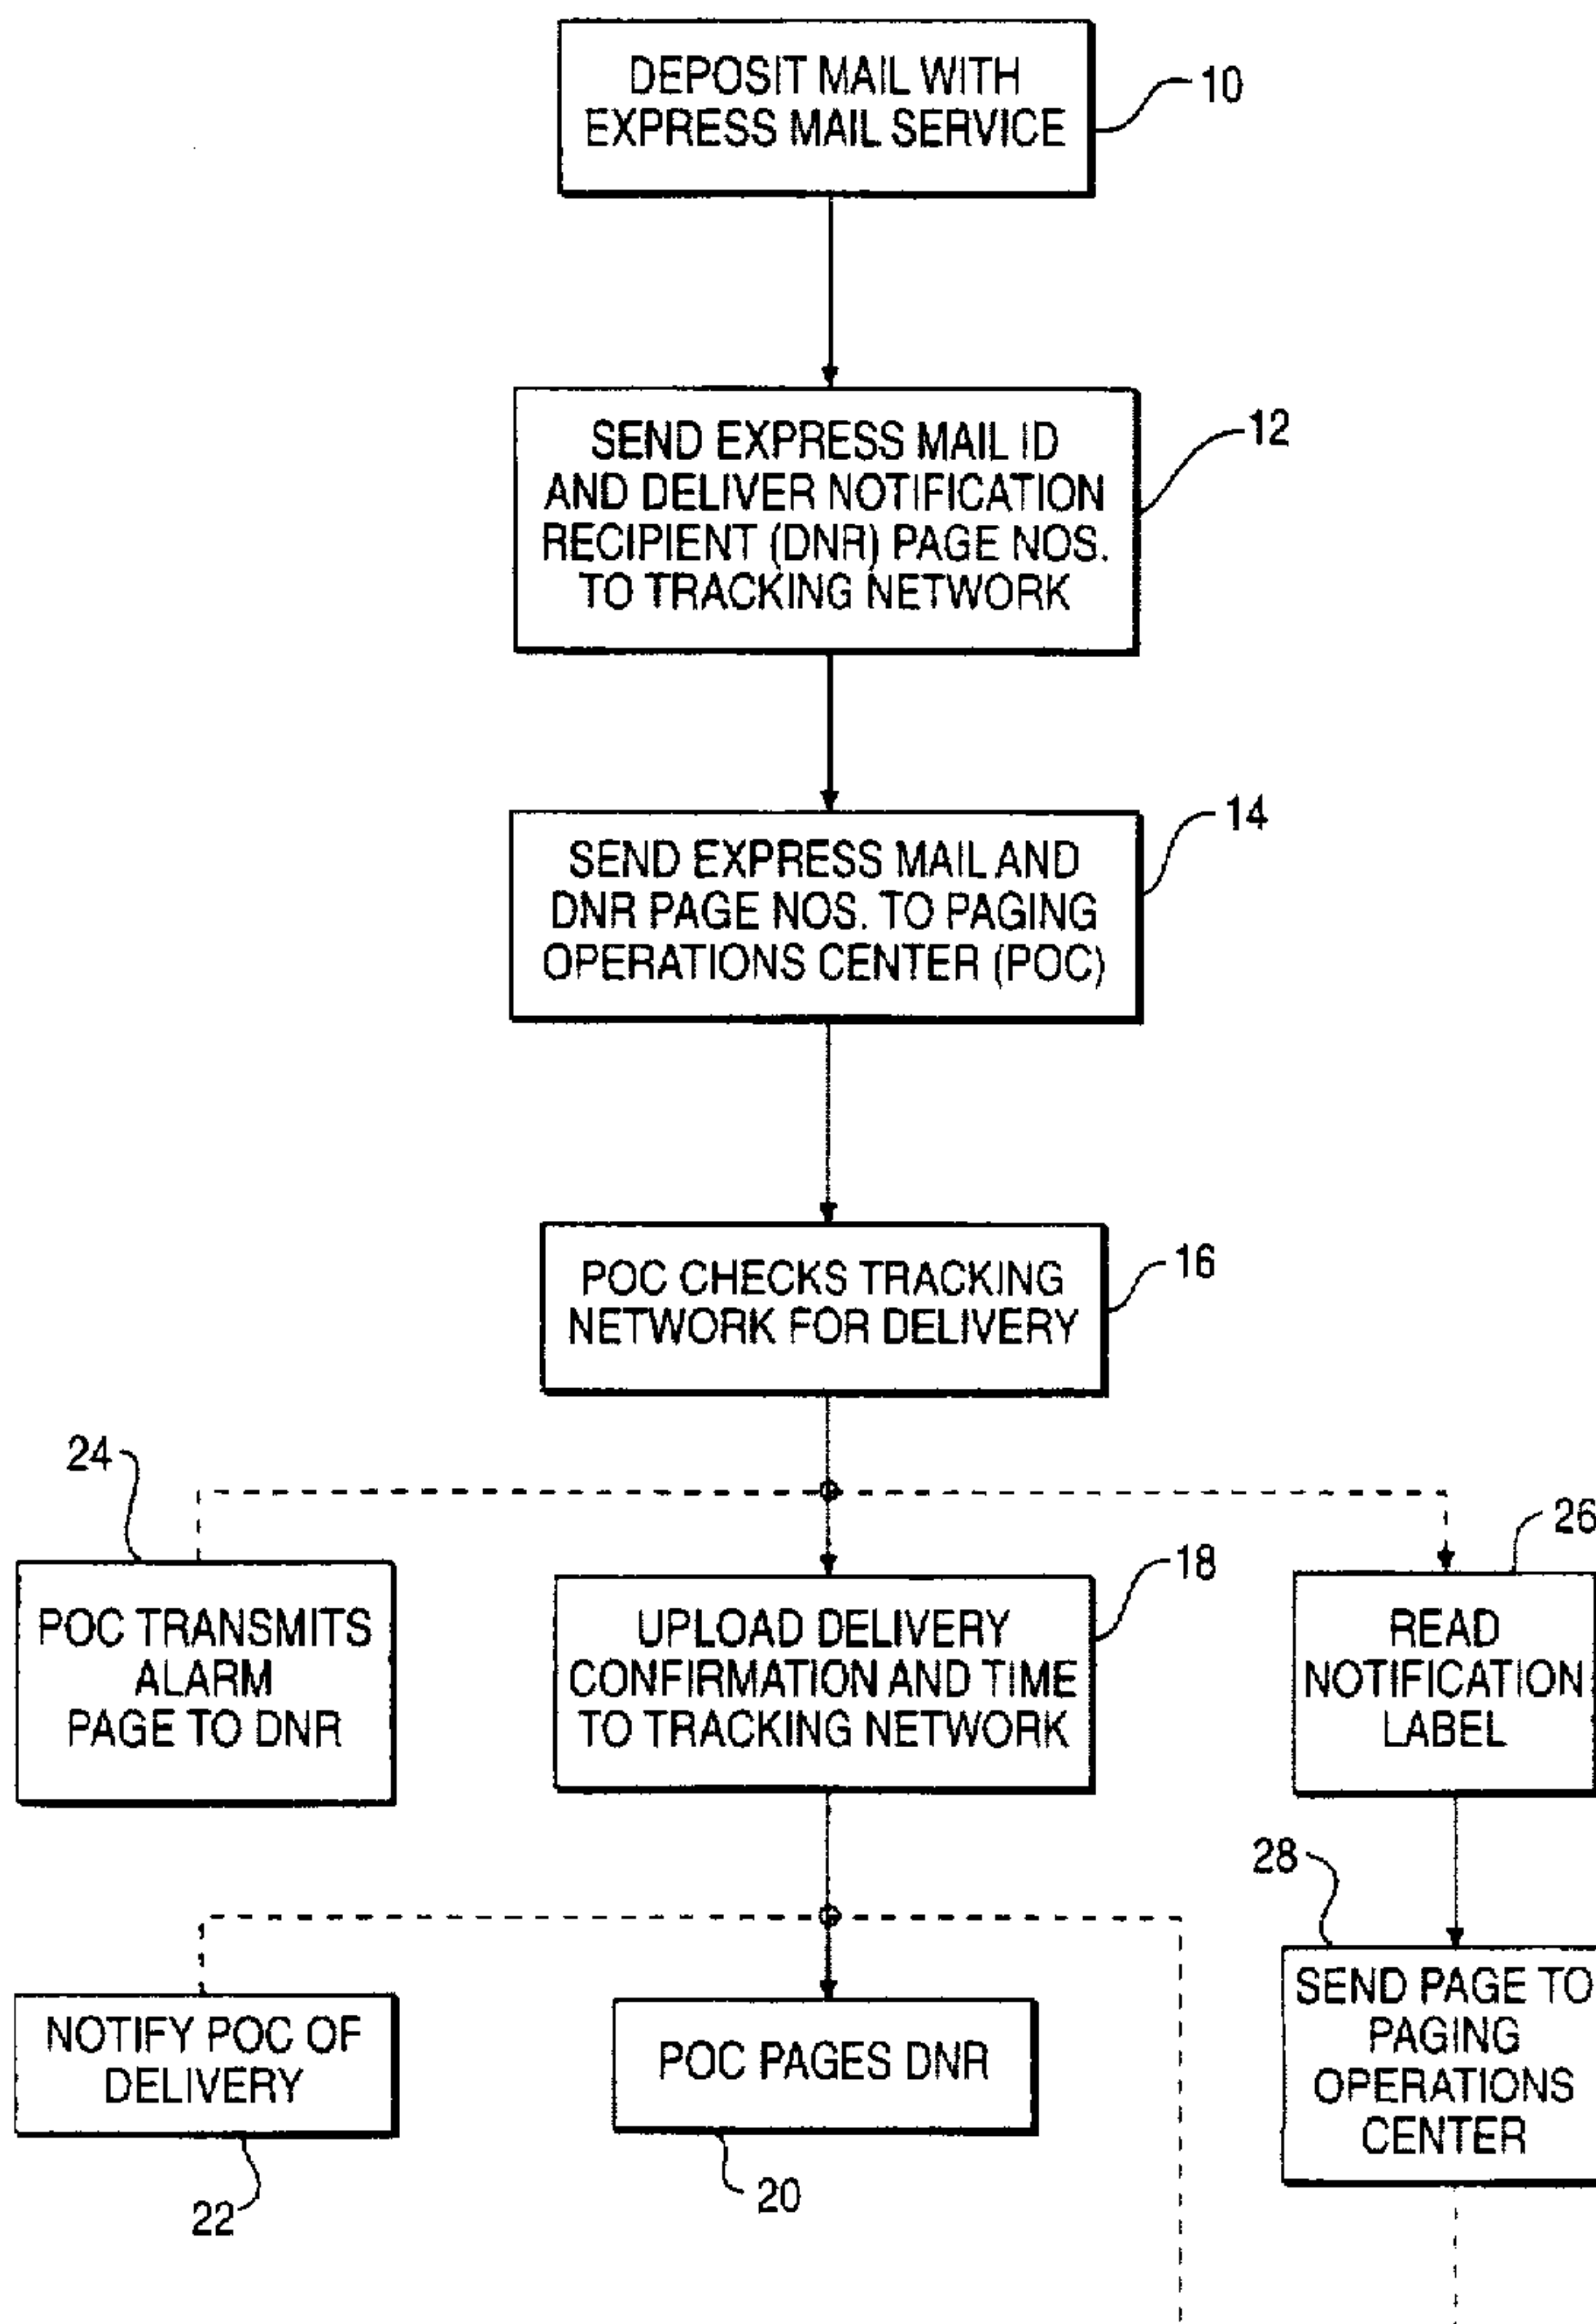 DEPOSIT MAIL WITH
EXPRESS MAIL SERVICE
10
SEND EXPRESS MAIL ID
AND DELIVER NOTIFICATION
RECIPIENT (DNR) PAGE NOS.
TO TRACKING NETWORK
12
SEND EXPRESS MAIL AND
DNR PAGE NOS. TO PAGING
OPERATIONS CENTER (POC)
14
POC CHECKS TRACKING
NETWORK FOR DELIVERY
16
24
POC TRANSMITS
ALARM
PAGE TO DNR
18
UPLOAD DELIVERY
CONFIRMATION AND TIME
TO TRACKING NETWORK
26
READ
NOTIFICATION
LABEL
NOTIFY POC OF
DELIVERY
22
POC PAGES DNR
20
28
SEND PAGE TO
PAGING
OPERATIONS
CENTER